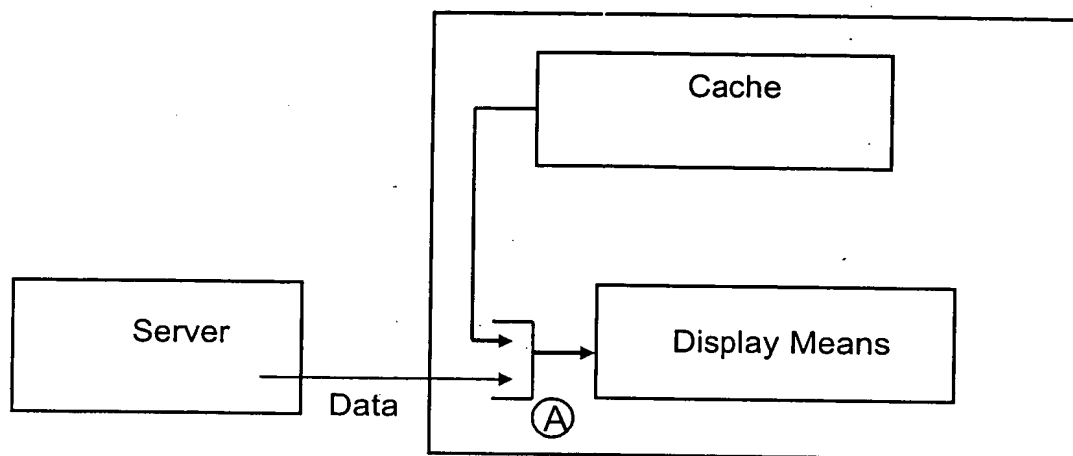 Cache
Server
Display Means
Data
A